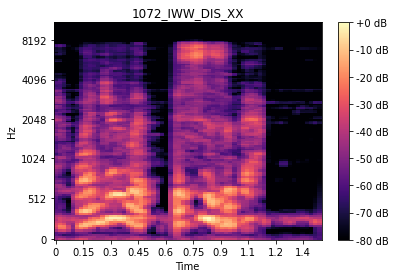 1072_IWW_DIS_XX
+0 dB
8192
-10 dB
4096
-20 dB
-30 dB
2048
Hz
-40 dB
1024
-50 dB
512
-60 dB
-70 dB
0
-80 dB
0 0.15 0.3 0.45 0.6 0.75 0.9 1.1 1.2 1.4
Time